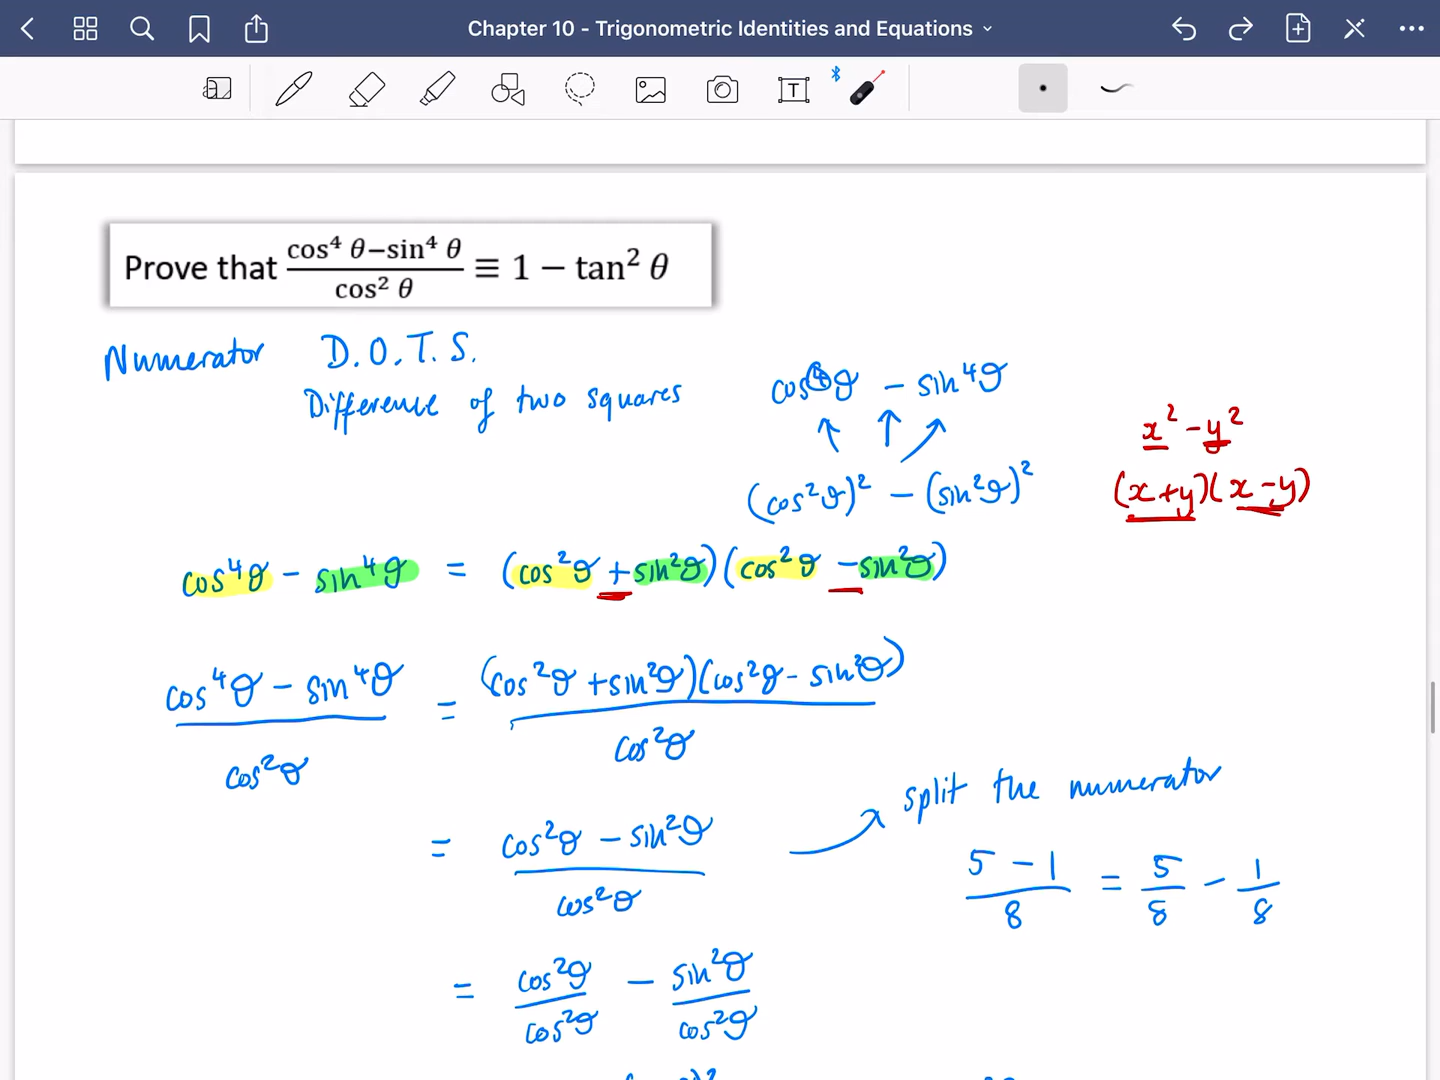 Chapter 10 - Trigonometric Identities and Equations
Prove that (cos⁴ θ−sin⁴ θ)/(cos² θ) ≡ 1 − tan² θ
Numerator D.O.T.S.
Difference of two squares
cos⁴θ − sin⁴θ
x² − y²
(cos²θ)² − (sin²θ)²
(x+y)(x−y)
cos⁴θ − sin⁴θ = (cos²θ + sin²θ)(cos²θ − sin²θ)
(cos⁴θ − sin⁴θ)/(cos²θ) = (cos²θ + sin²θ)(cos²θ − sin²θ)/(cos²θ)
split the numerator
= (cos²θ − sin²θ)/(cos²θ)
(5 − 1)/8 = 5/8 − 1/8
= cos²θ/cos²θ − sin²θ/cos²θ